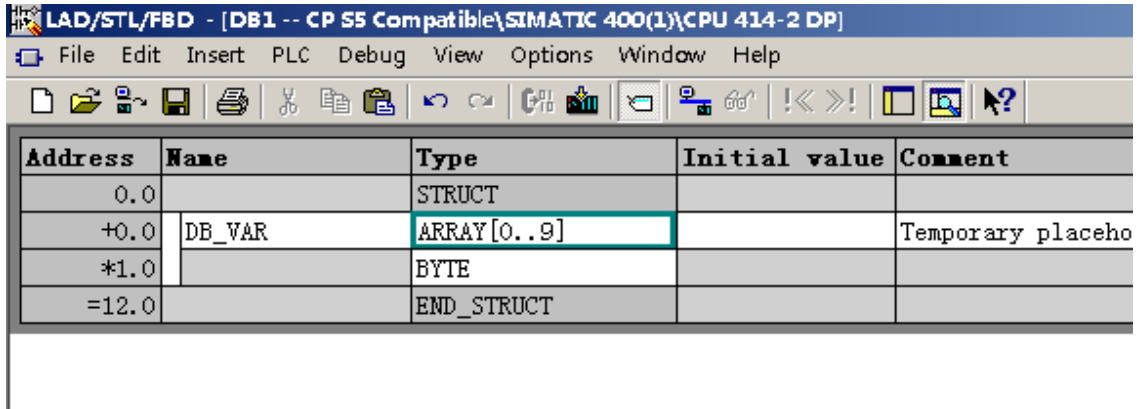 LAD/STL/FBD - [DB1 -- CP S5 Compatible\SIMATIC 400(1)\CPU 414-2 DP]
File Edit Insert PLC Debug View Options Window Help
Address Name Type Initial value Comment
0.0 STRUCT
+0.0 DB_VAR ARRAY[0..9] Temporary placeho
*1.0 BYTE
=12.0 END_STRUCT